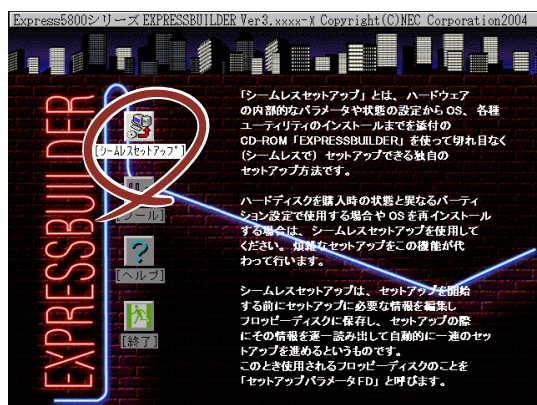 Express5800シリーズ EXPRESSBUILDER Ver3.xxxx-X Copyright(C)NEC Corporation2004
EXPRESSBUILDER
[シームレスセットアップ]
[ツール]
[ヘルプ]
[終了]
「シームレスセットアップ」とは、ハードウェア
の内部的なパラメータや状態の設定からOS、各種
ユーティリティのインストールまでを添付の
CD-ROM「EXPRESSBUILDER」を使って切れ目なく
(シームレスで) セットアップできる独自の
セットアップ方法です。
ハードディスクを購入時の状態と異なるパーティ
ション設定で使用する場合やOSを再インストール
する場合は、シームレスセットアップを使用して
ください。煩雑なセットアップをこの機能が代
わって行います。
シームレスセットアップは、セットアップを開始
する前にセットアップに必要な情報を編集し
フロッピーディスクに保存し、セットアップの際
にその情報を逐一読み出して自動的に一連のセッ
トアップを進めるというものです。
このとき使用されるフロッピーディスクのことを
「セットアップパラメータFD」と呼びます。